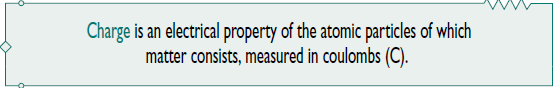 Charge is an electrical property of the atomic particles of which
matter consists, measured in coulombs (C).